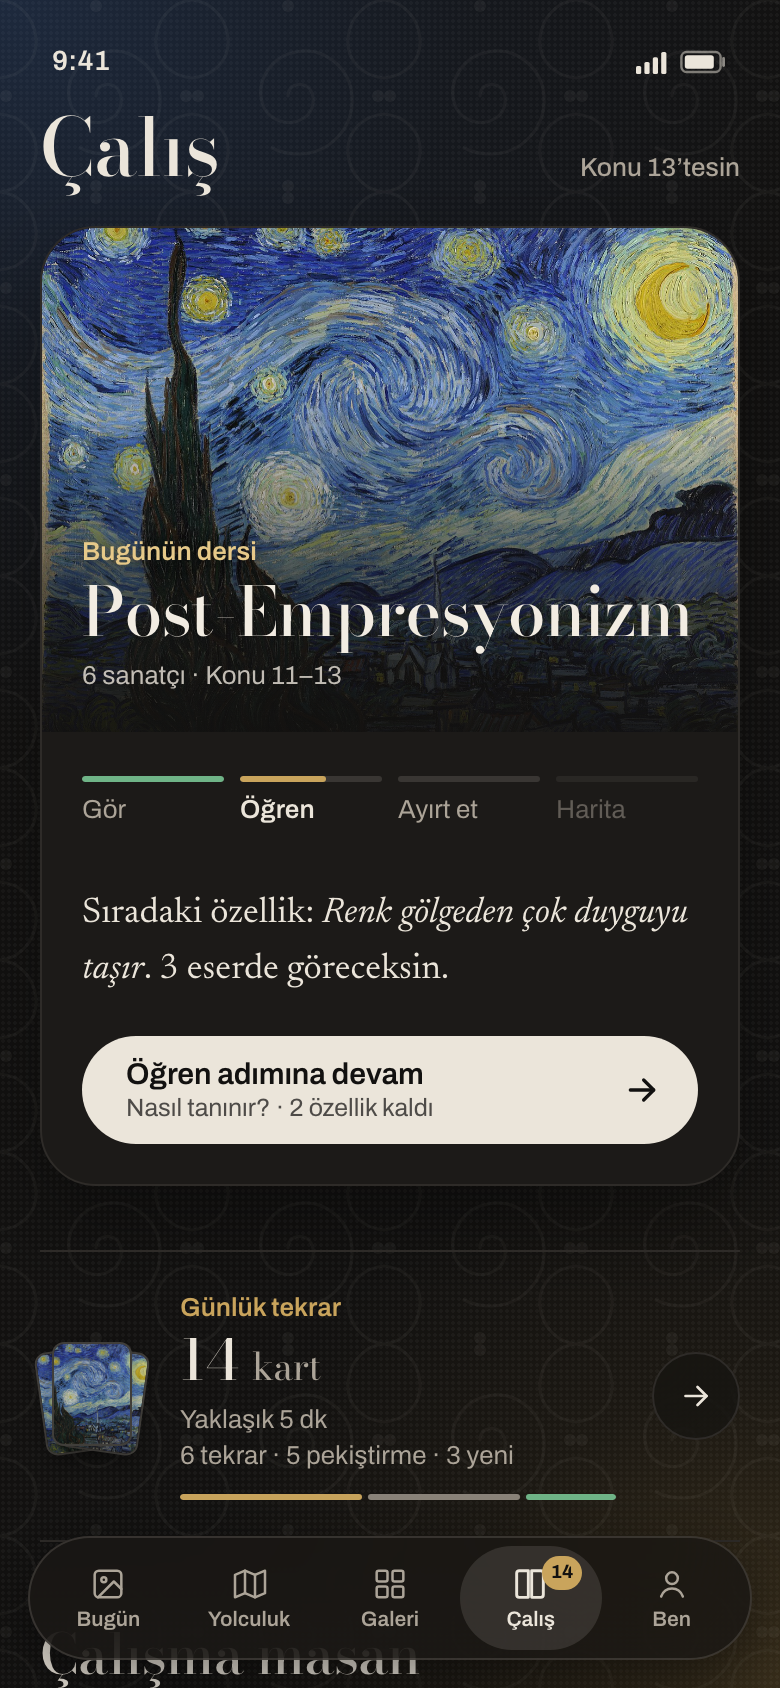 9:41
Çalış
Konu 13’tesin
Bugünün dersi
Post-Empresyonizm
6 sanatçı · Konu 11–13
Gör
Öğren
Ayırt et
Harita
Sıradaki özellik: Renk gölgeden çok duyguyu
taşır. 3 eserde göreceksin.
Öğren adımına devam
Nasıl tanınır? · 2 özellik kaldı
Günlük tekrar
14 kart
Yaklaşık 5 dk
6 tekrar · 5 pekiştirme · 3 yeni
14
Bugün
Yolculuk
Galeri
Çalış
Ben
Çalışma masan